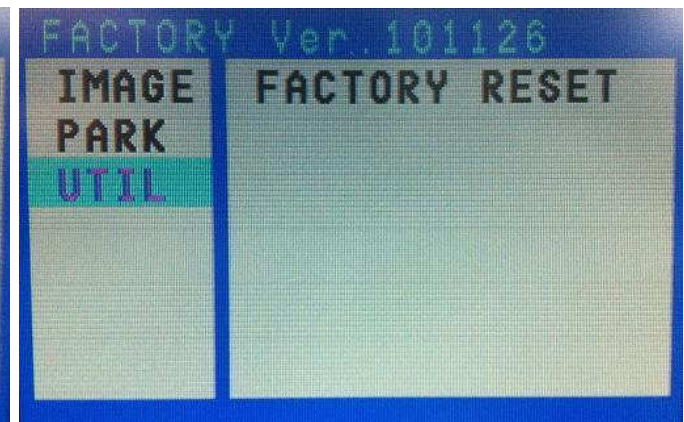 FACTORY Ver.101126
IMAGE
PARK
UTIL
FACTORY RESET